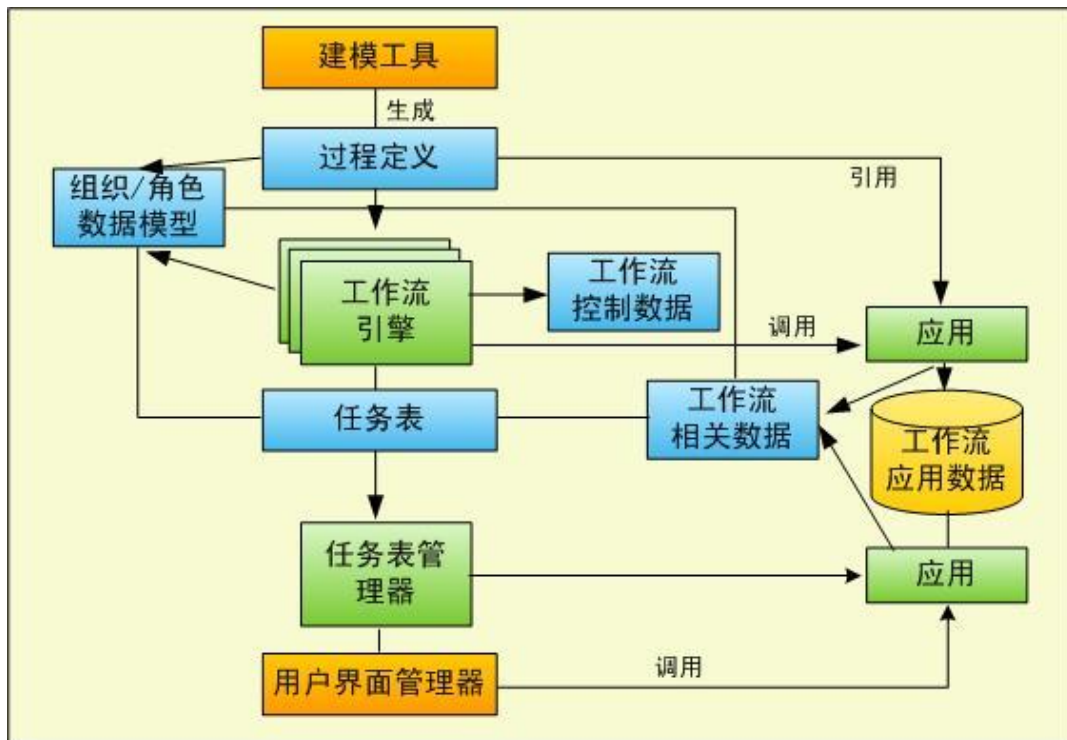 建模工具
生成
过程定义
组织/角色
数据模型
引用
工作流
引擎
工作流
控制数据
调用
应用
任务表
工作流
相关数据
工作流
应用数据
任务表管
理器
应用
用户界面管理器
调用